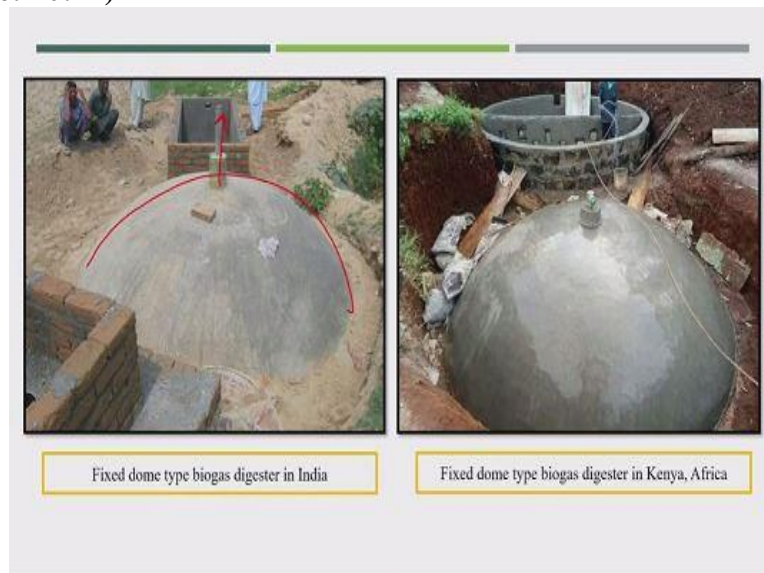 Fixed dome type biogas digester in India
Fixed dome type biogas digester in Kenya, Africa